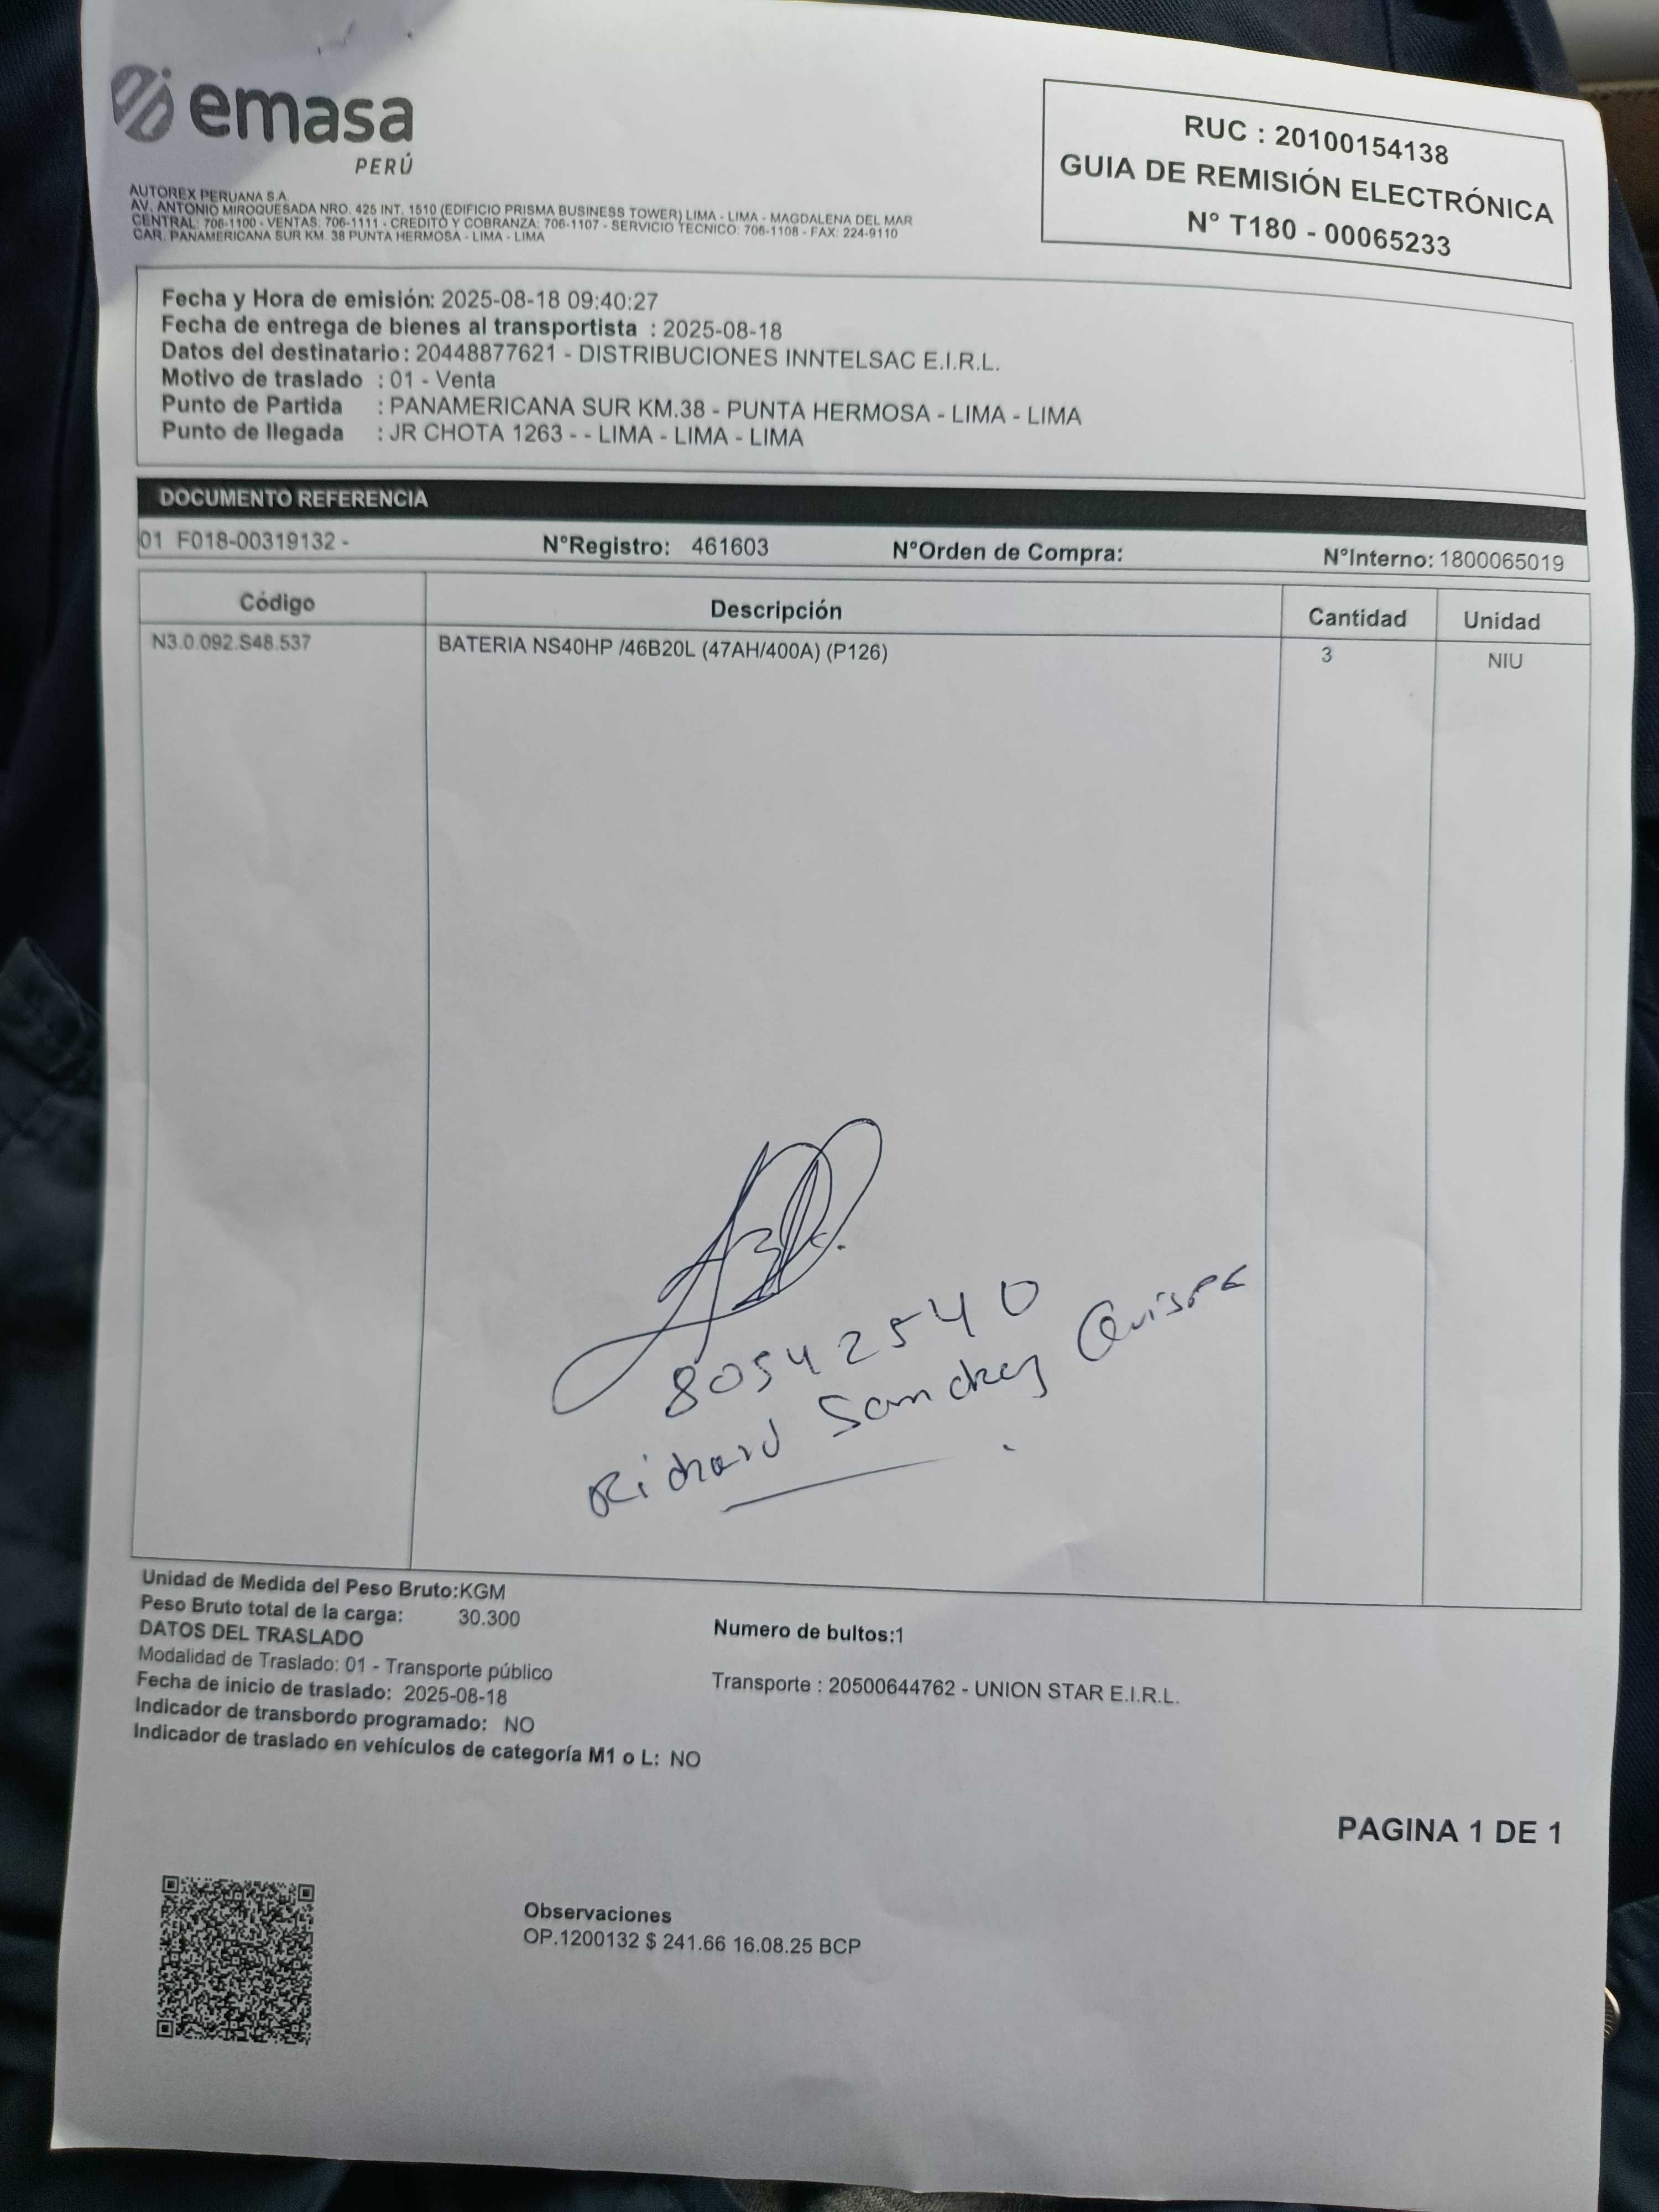 emasa
PERÚ
AUTOREX PERUANA S.A.
AV. ANTONIO MIROQUESADA NRO. 425 INT. 1510 (EDIFICIO PRISMA BUSINESS TOWER) LIMA - LIMA - MAGDALENA DEL MAR
CENTRAL: 706-1100 - VENTAS: 706-1111 - CREDITO Y COBRANZA: 706-1107 - SERVICIO TECNICO: 706-1108 - FAX: 224-9110
CAR. PANAMERICANA SUR KM. 38 PUNTA HERMOSA - LIMA - LIMA
RUC : 20100154138
GUIA DE REMISIÓN ELECTRÓNICA
N° T180 - 00065233
Fecha y Hora de emisión: 2025-08-18 09:40:27
Fecha de entrega de bienes al transportista : 2025-08-18
Datos del destinatario : 20448877621 - DISTRIBUCIONES INNTELSAC E.I.R.L.
Motivo de traslado : 01 - Venta
Punto de Partida : PANAMERICANA SUR KM.38 - PUNTA HERMOSA - LIMA - LIMA
Punto de llegada : JR CHOTA 1263 - - LIMA - LIMA - LIMA
DOCUMENTO REFERENCIA
01 F018-00319132 - N°Registro: 461603 N°Orden de Compra: N°Interno: 1800065019
Código Descripción Cantidad Unidad
N3.0.092.S48.537 BATERIA NS40HP /46B20L (47AH/400A) (P126) 3 NIU
80542540
Richard Sanchez Quispe
Unidad de Medida del Peso Bruto:KGM
Peso Bruto total de la carga: 30.300
Numero de bultos:1
DATOS DEL TRASLADO
Modalidad de Traslado: 01 - Transporte público
Transporte : 20500644762 - UNION STAR E.I.R.L.
Fecha de inicio de traslado: 2025-08-18
Indicador de transbordo programado: NO
Indicador de traslado en vehículos de categoría M1 o L: NO
PAGINA 1 DE 1
Observaciones
OP.1200132 $ 241.66 16.08.25 BCP